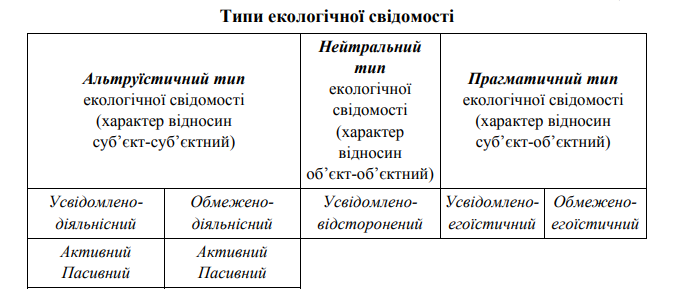 Типи екологічної свідомості
Альтруїстичний тип
екологічної свідомості
(характер відносин
суб’єкт-суб’єктний)
Нейтральний
тип
екологічної
свідомості
(характер
відносин
об’єкт-об’єктний)
Прагматичний тип
екологічної свідомості
(характер відносин
суб’єкт-об’єктний)
Усвідомлено-
діяльнісний
Обмежено-
діяльнісний
Усвідомлено-
відсторонений
Усвідомлено-
егоїстичний
Обмежено-
егоїстичний
Активний
Пасивний
Активний
Пасивний